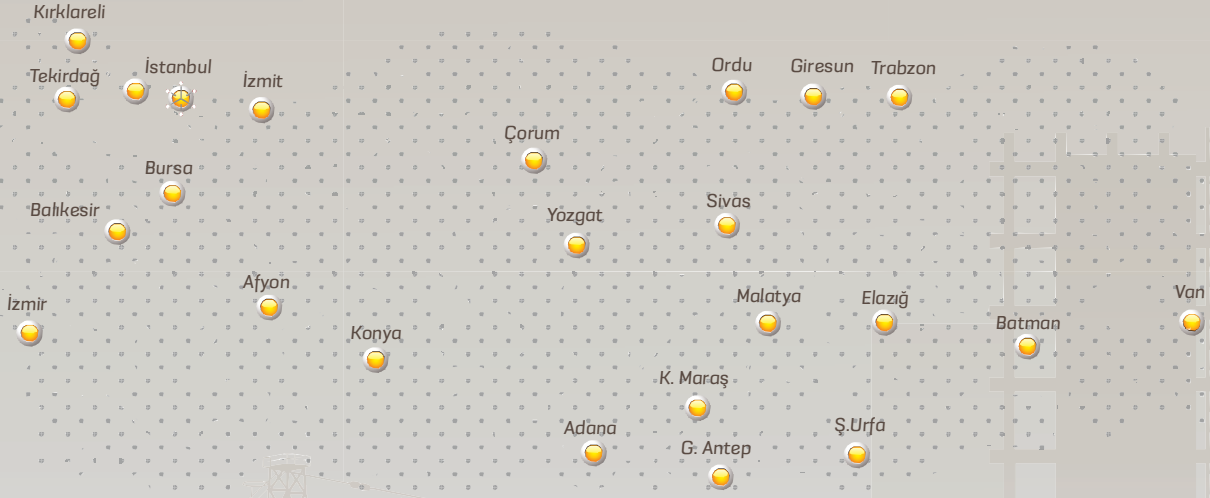 Kırklareli
Tekirdağ
İstanbul
İzmit
Ordu
Giresun
Trabzon
Çorum
Bursa
Balıkesir
Yozgat
Sivas
Afyon
İzmir
Konya
Malatya
Elazığ
Batman
Van
K. Maraş
Adana
G. Antep
Ş.Urfa